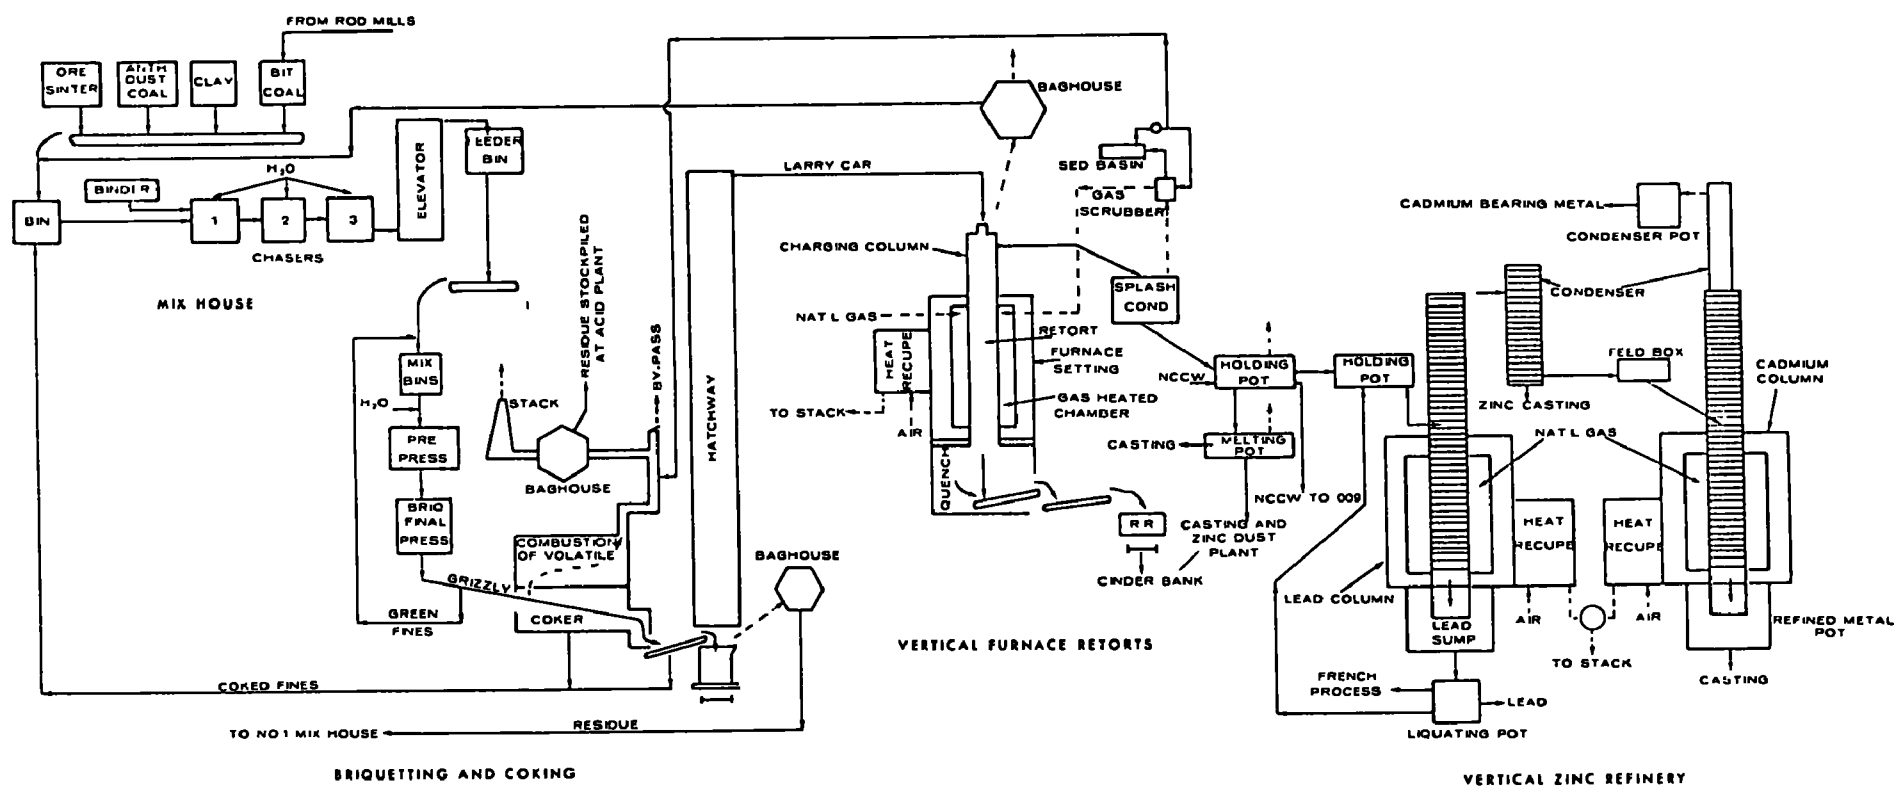 FROM ROD MILLS
ORE
SINTER
ANTH
DUST
COAL
CLAY
BIT
COAL
BINDER
H₂O
BIN
1
2
3
CHASERS
ELEVATOR
EEDER
BIN
MIX HOUSE
MIX
BINS
H₂O
PRE
PRESS
BRIQ
FINAL
PRESS
GRIZZLY
GREEN
FINES
COKED FINES
STACK
BAGHOUSE
RESIDUE STOCKPILED
AT ACID PLANT
BY-PASS
COMBUSTION
OF VOLATILE
COKER
HATCHWAY
BAGHOUSE
RESIDUE
TO NO 1 MIX HOUSE
BRIQUETTING AND COKING
LARRY CAR
BAGHOUSE
SED BASIN
GAS
SCRUBBER
CHARGING COLUMN
SPLASH
COND
NAT L GAS
RETORT
FURNACE
SETTING
HEAT
RECUPE
GAS HEATED
CHAMBER
TO STACK
AIR
QUENCH
RR
CINDER BANK
NCCW
HOLDING
POT
HOLDING
POT
CASTING
MELTING
POT
NCCW TO 009
CASTING AND
ZINC DUST
PLANT
VERTICAL FURNACE RETORTS
CADMIUM BEARING METAL
CONDENSER POT
CONDENSER
FEED BOX
CADMIUM
COLUMN
ZINC CASTING
NAT L GAS
HEAT
RECUPE
HEAT
RECUPE
LEAD COLUMN
AIR
AIR
LEAD
SUMP
TO STACK
REFINED METAL
POT
CASTING
FRENCH
PROCESS
LEAD
LIQUATING POT
VERTICAL ZINC REFINERY